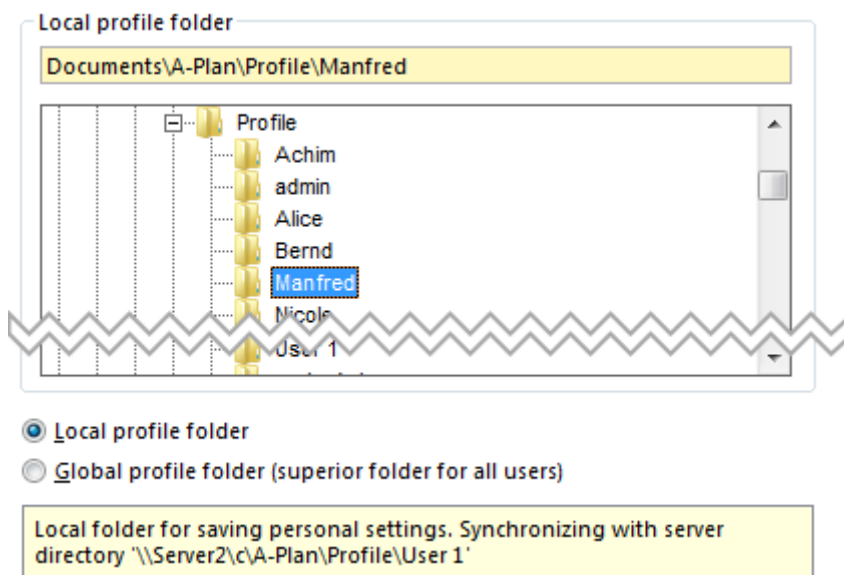 Local profile folder
Documents\A-Plan\Profile\Manfred
Profile
Achim
admin
Alice
Bernd
Manfred
Nicole
User 1
Local profile folder
Global profile folder (superior folder for all users)
Local folder for saving personal settings. Synchronizing with server
directory '\\Server2\c\A-Plan\Profile\User 1'